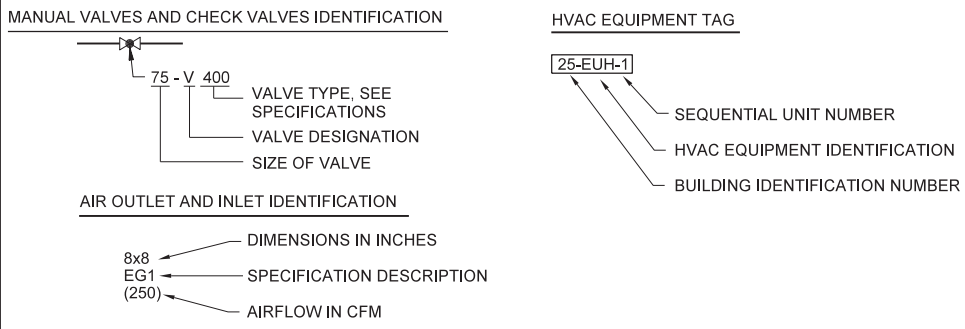 MANUAL VALVES AND CHECK VALVES IDENTIFICATION
75 - V 400
VALVE TYPE, SEE
SPECIFICATIONS
VALVE DESIGNATION
SIZE OF VALVE
AIR OUTLET AND INLET IDENTIFICATION
8x8
EG1
(250)
DIMENSIONS IN INCHES
SPECIFICATION DESCRIPTION
AIRFLOW IN CFM
HVAC EQUIPMENT TAG
25-EUH-1
SEQUENTIAL UNIT NUMBER
HVAC EQUIPMENT IDENTIFICATION
BUILDING IDENTIFICATION NUMBER